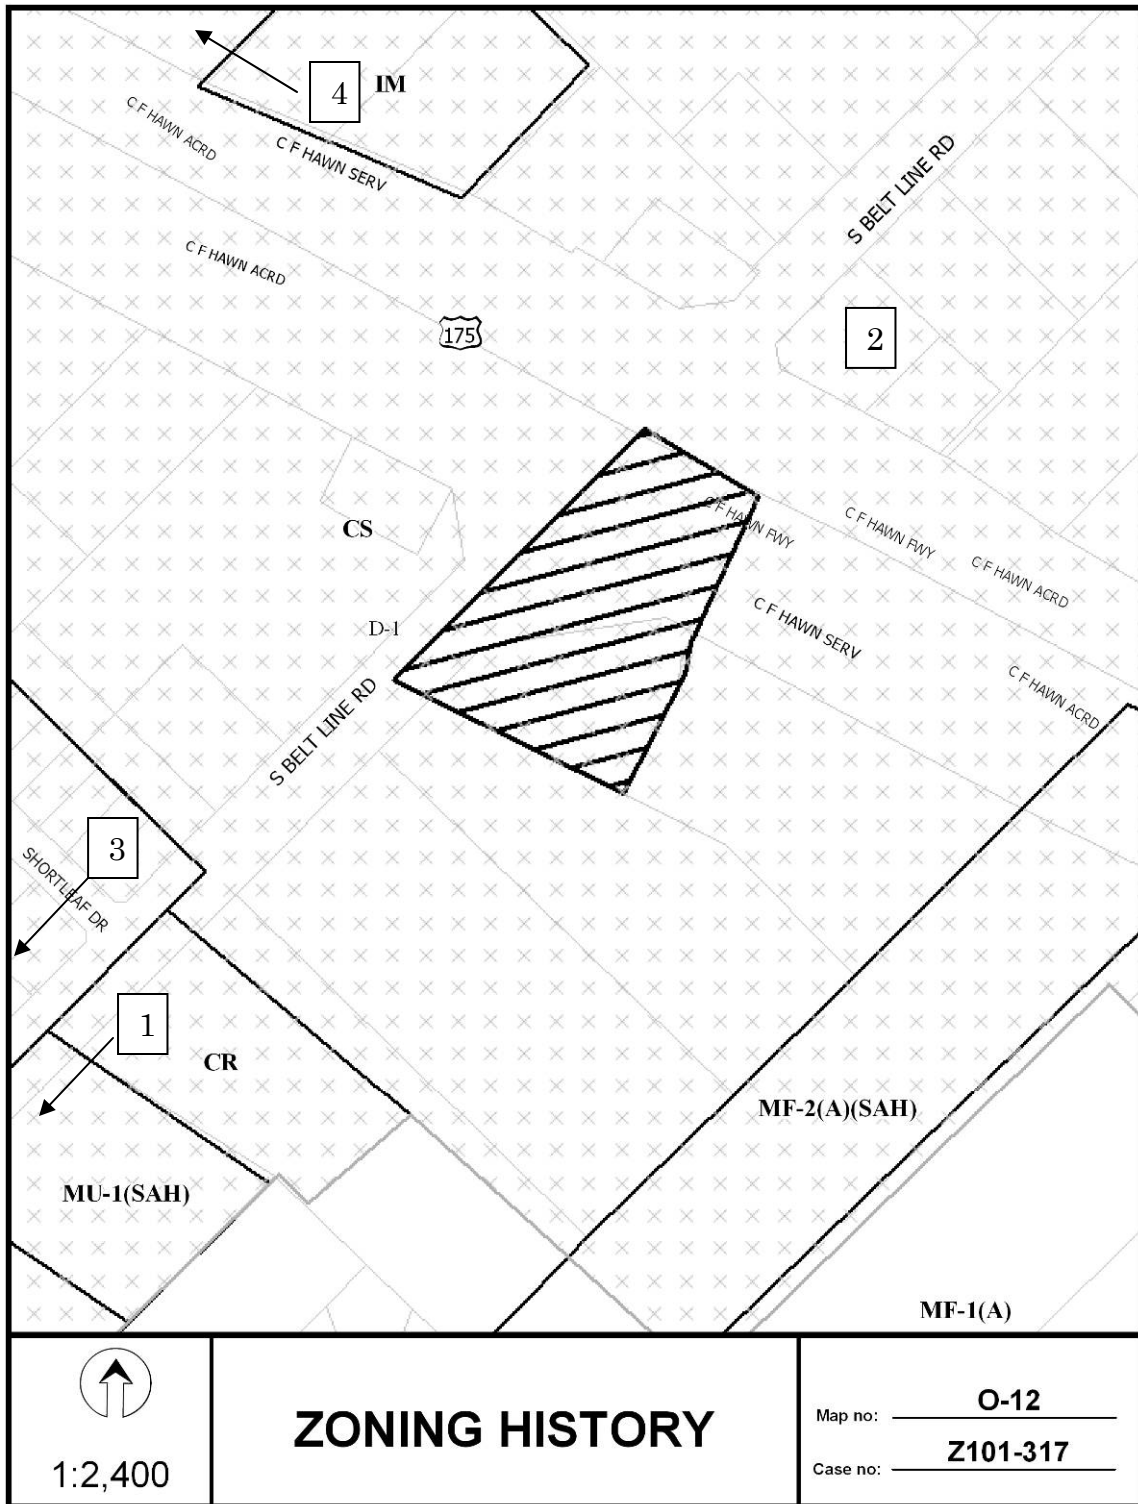 4
IM
C F HAWN ACRD
C F HAWN SERV
S BELT LINE RD
C F HAWN ACRD
175
2
CS
C F HAWN FWY
C F HAWN FWY
C F HAWN ACRD
C F HAWN SERV
D-1
C F HAWN ACRD
S BELT LINE RD
3
SHORTLEAF DR
1
CR
MF-2(A)(SAH)
MU-1(SAH)
MF-1(A)
1:2,400
ZONING HISTORY
Map no: O-12
Case no: Z101-317